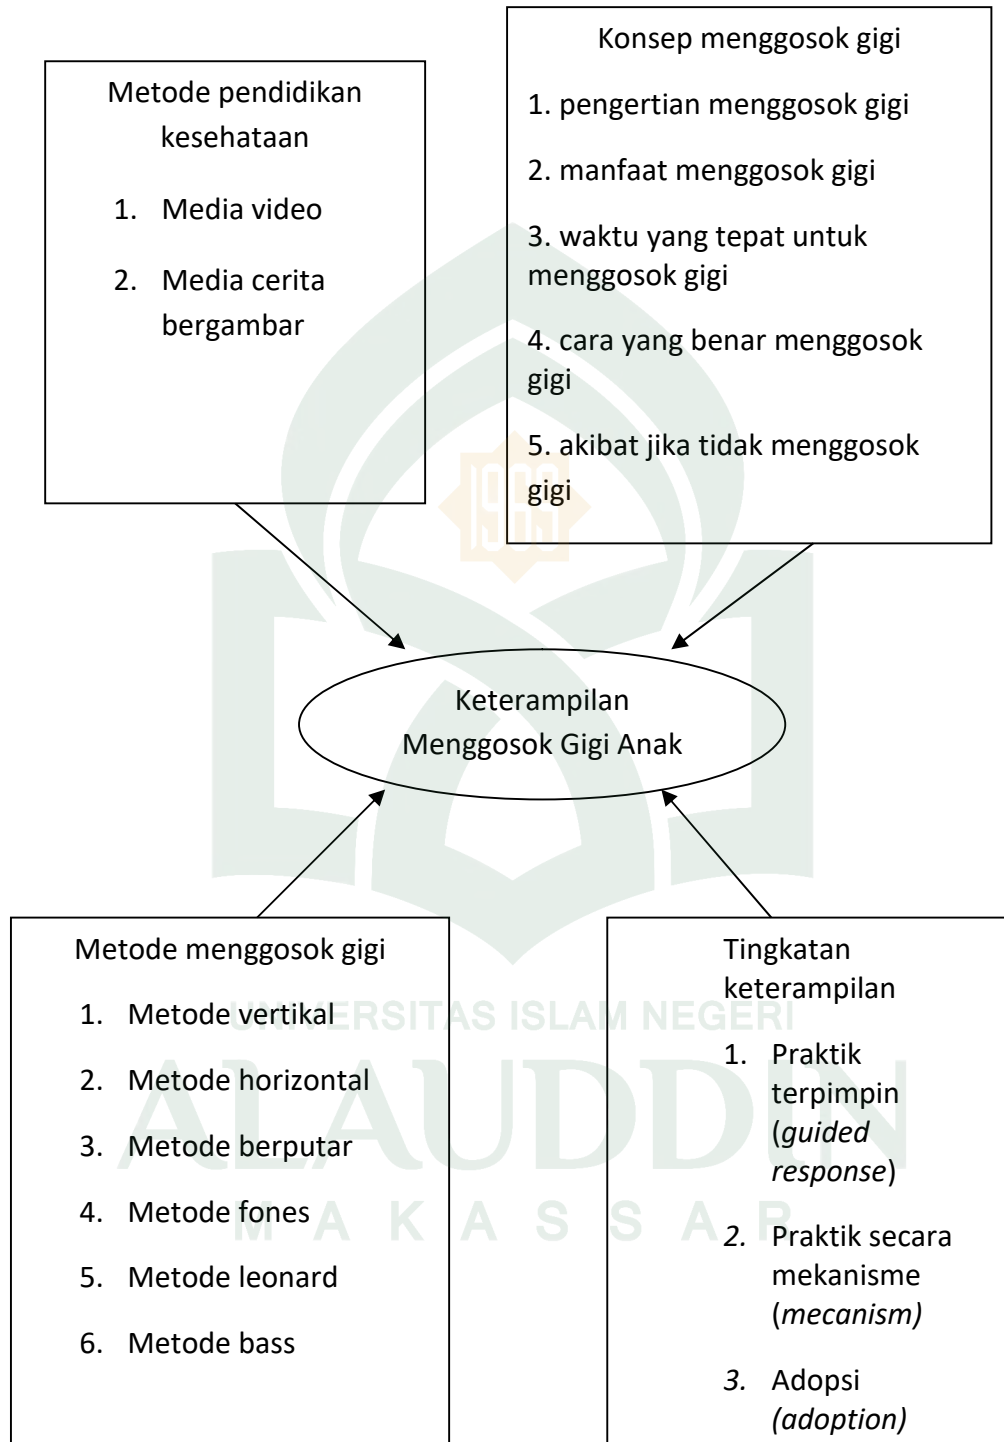 Metode pendidikan
kesehataan
1. Media video
2. Media cerita
bergambar
Konsep menggosok gigi
1. pengertian menggosok gigi
2. manfaat menggosok gigi
3. waktu yang tepat untuk
menggosok gigi
4. cara yang benar menggosok
gigi
5. akibat jika tidak menggosok
gigi
1989
Keterampilan
Menggosok Gigi Anak
Metode menggosok gigi
1. Metode vertikal
2. Metode horizontal
3. Metode berputar
4. Metode fones
5. Metode leonard
6. Metode bass
Tingkatan
keterampilan
1. Praktik
terpimpin
(guided
response)
2. Praktik secara
mekanisme
(mecanism)
3. Adopsi
(adoption)
UNIVERSITAS ISLAM NEGERI
ALAUDDIN
MAKASSAR